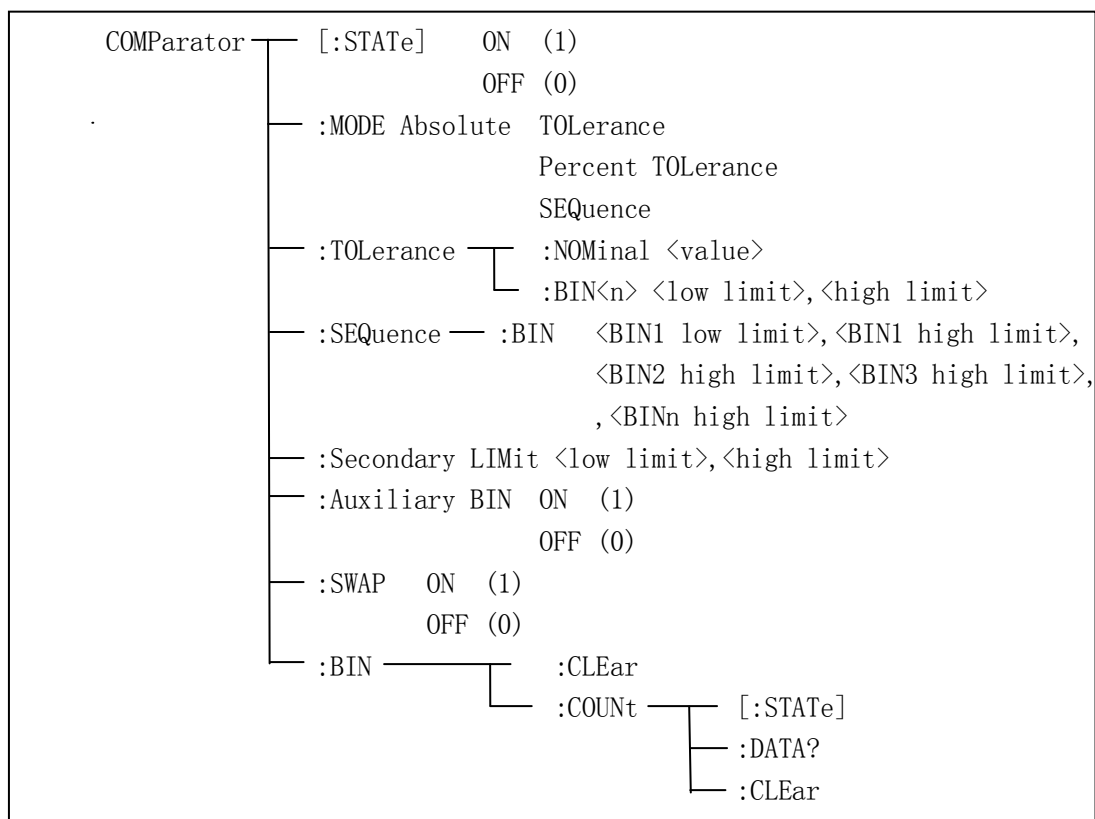 COMParator [:STATe] ON (1)
OFF (0)
:MODE Absolute TOLerance
Percent TOLerance
SEQuence
:TOLerance :NOMinal <value>
:BIN<n> <low limit>,<high limit>
:SEQuence :BIN <BIN1 low limit>,<BIN1 high limit>,
<BIN2 high limit>,<BIN3 high limit>,
,<BINn high limit>
:Secondary LIMit <low limit>,<high limit>
:Auxiliary BIN ON (1)
OFF (0)
:SWAP ON (1)
OFF (0)
:BIN :CLEar
:COUNt [:STATe]
:DATA?
:CLEar